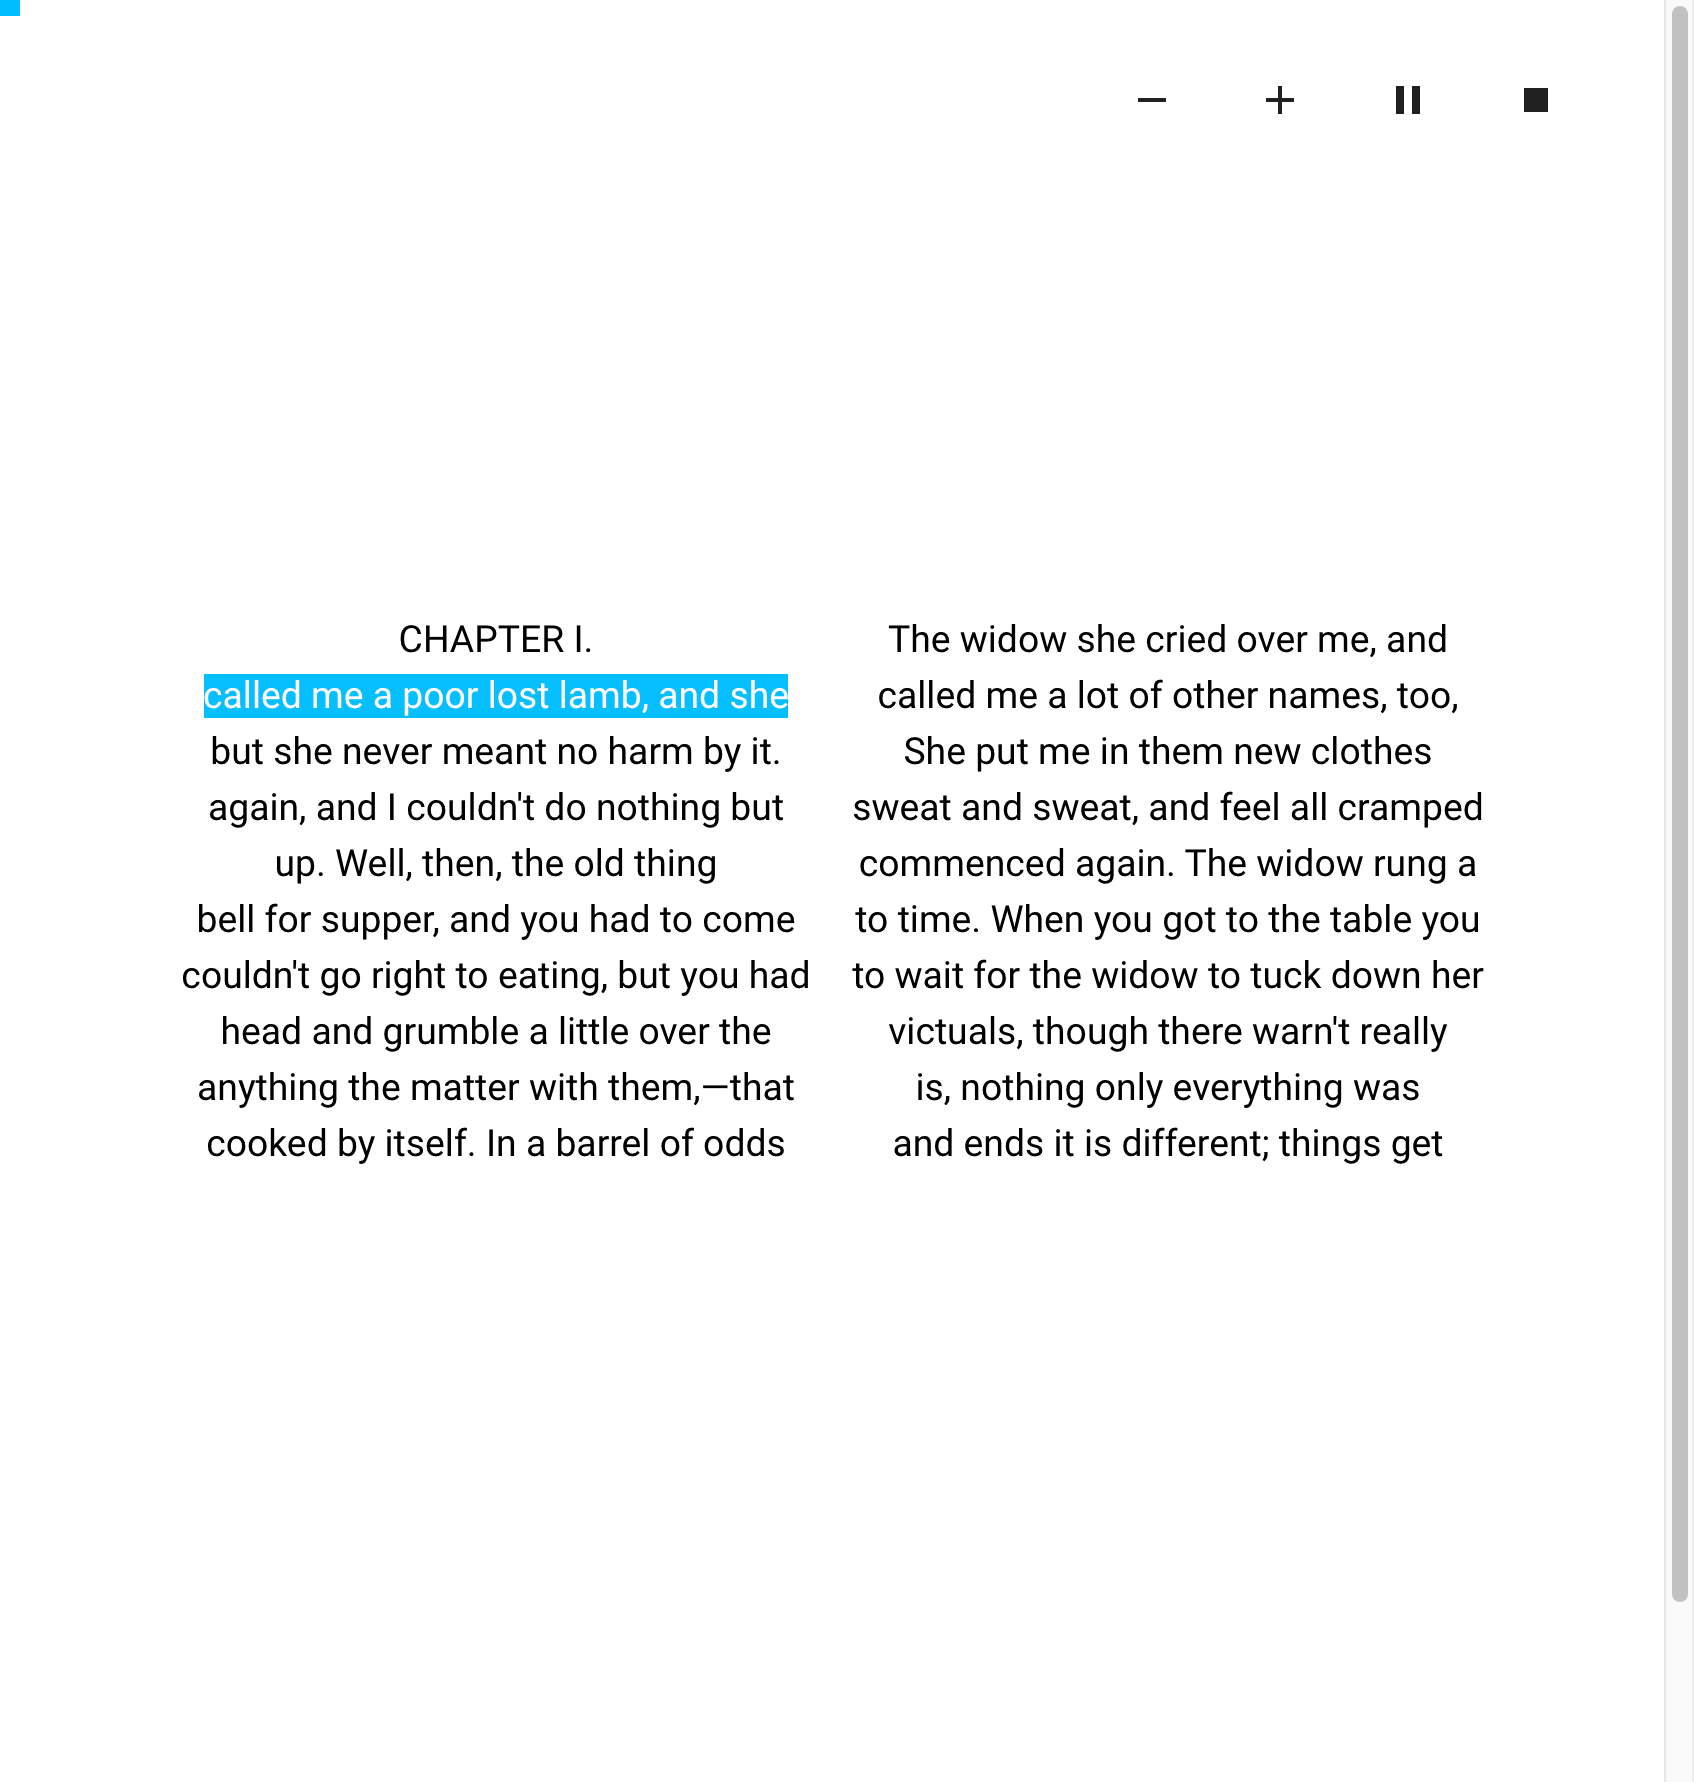 CHAPTER I.
The widow she cried over me, and
called me a poor lost lamb, and she
called me a lot of other names, too,
but she never meant no harm by it.
She put me in them new clothes
again, and I couldn't do nothing but
sweat and sweat, and feel all cramped
up. Well, then, the old thing
commenced again. The widow rung a
bell for supper, and you had to come
to time. When you got to the table you
couldn't go right to eating, but you had
to wait for the widow to tuck down her
head and grumble a little over the
victuals, though there warn't really
anything the matter with them,—that
is, nothing only everything was
cooked by itself. In a barrel of odds
and ends it is different; things get